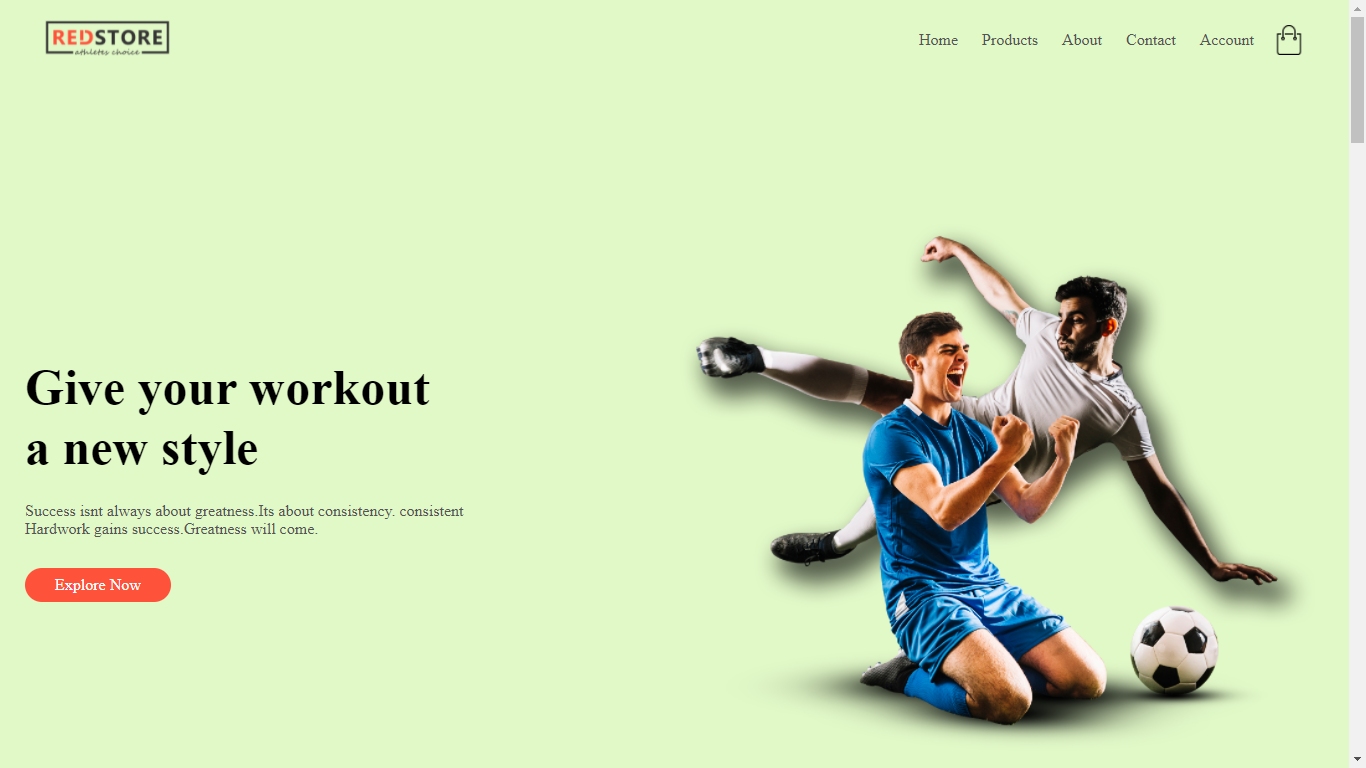 REDSTORE
athletes choice
Home Products About Contact Account
Give your workout
a new style
Success isnt always about greatness.Its about consistency. consistent
Hardwork gains success.Greatness will come.
Explore Now